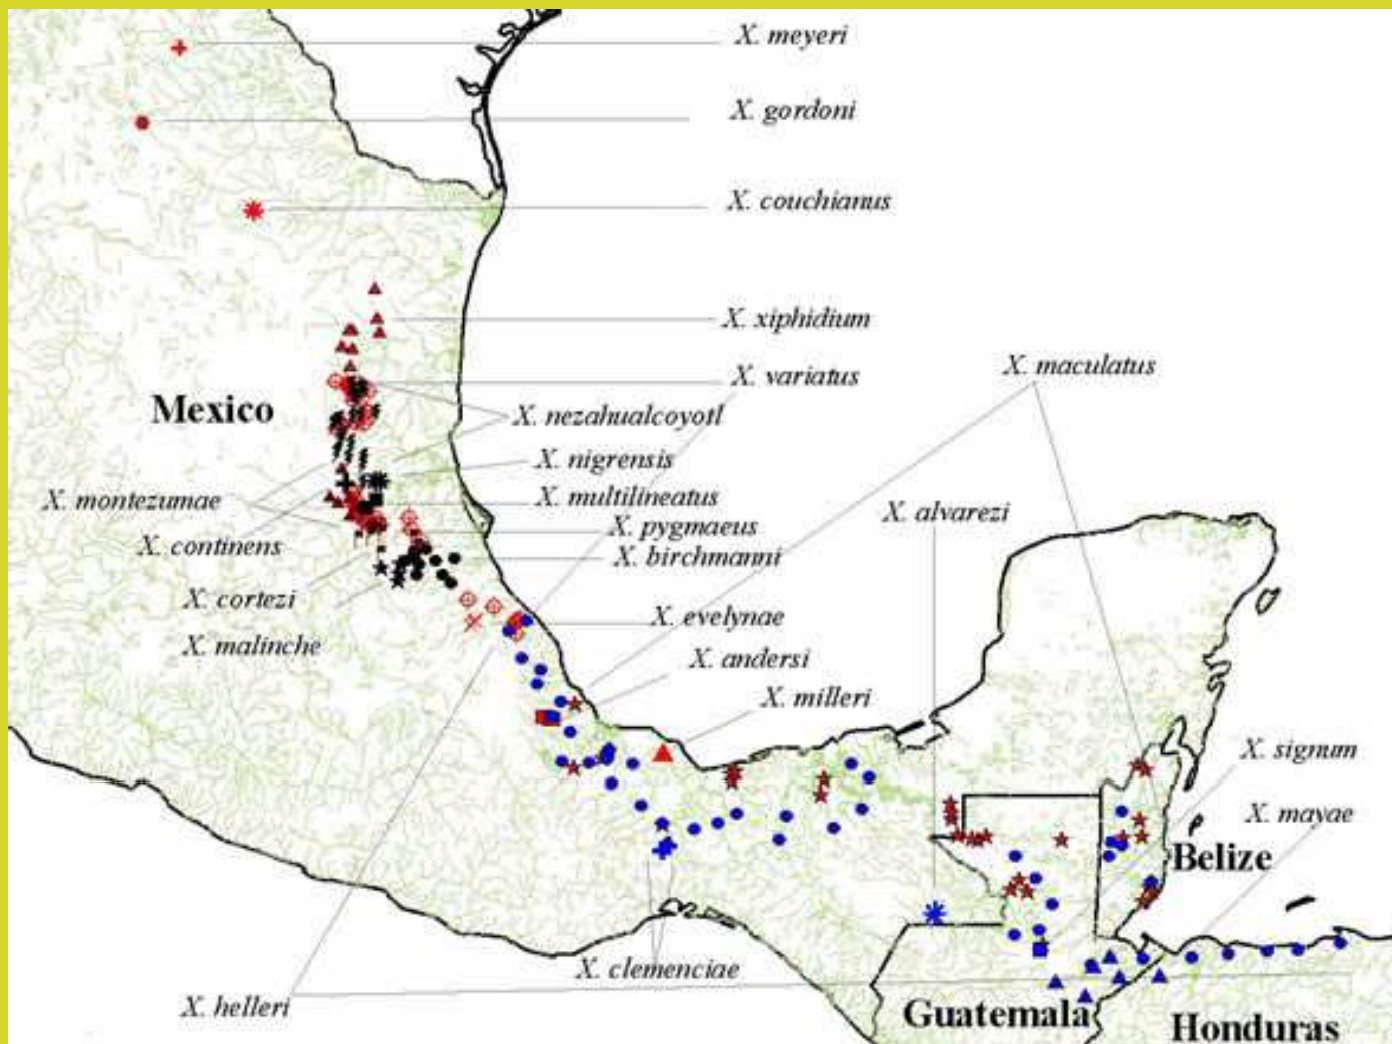 X. meyeri
X. gordoni
X. couchianus
X. xiphidium
X. maculatus
X. variatus
Mexico
X. nezahualcoyotl
X. nigrensis
X. montezumae
X. multilineatus
X. alvarezi
X. pygmaeus
X. continens
X. birchmanni
X. cortezi
X. evelynae
X. malinche
X. andersi
X. milleri
X. signum
X. mayae
Belize
X. clemenciae
X. helleri
Guatemala
Honduras